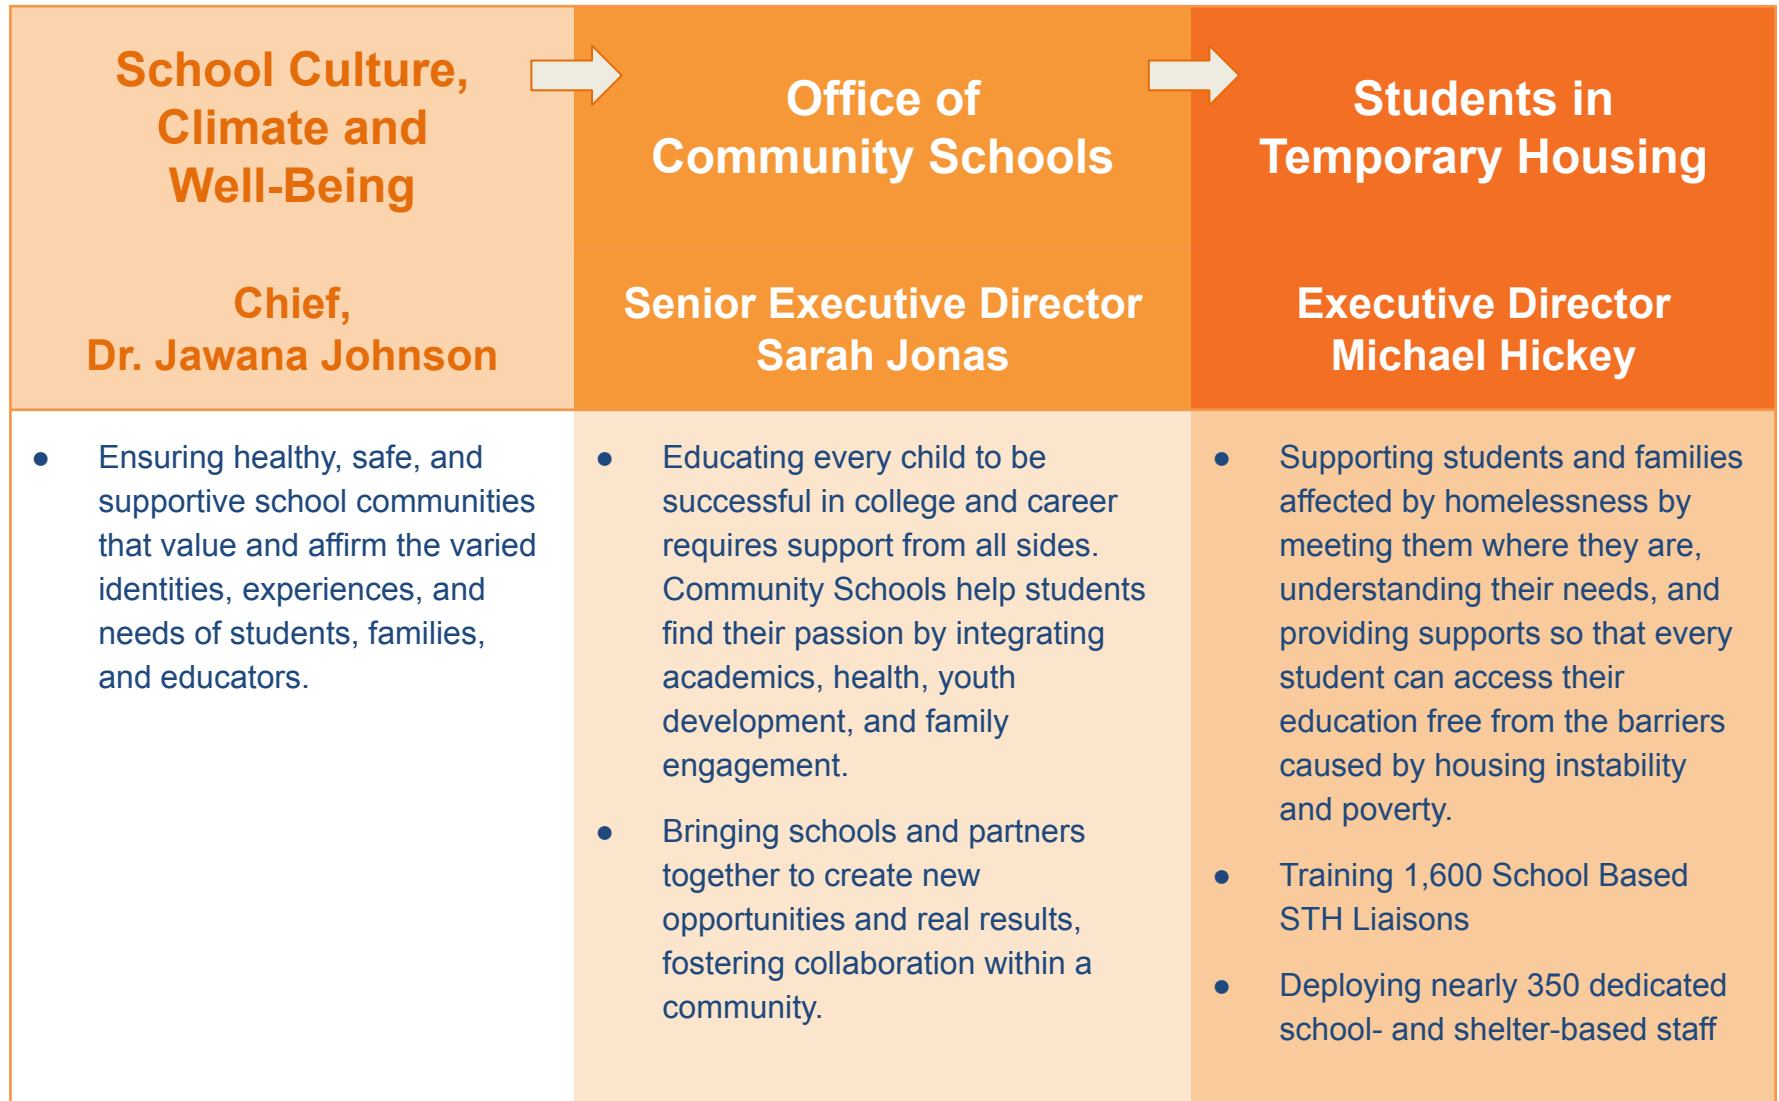 School Culture,
Climate and
Well-Being
Chief,
Dr. Jawana Johnson
● Ensuring healthy, safe, and
supportive school communities
that value and affirm the varied
identities, experiences, and
needs of students, families,
and educators.
Office of
Community Schools
Senior Executive Director
Sarah Jonas
● Educating every child to be
successful in college and career
requires support from all sides.
Community Schools help students
find their passion by integrating
academics, health, youth
development, and family
engagement.
● Bringing schools and partners
together to create new
opportunities and real results,
fostering collaboration within a
community.
Students in
Temporary Housing
Executive Director
Michael Hickey
● Supporting students and families
affected by homelessness by
meeting them where they are,
understanding their needs, and
providing supports so that every
student can access their
education free from the barriers
caused by housing instability
and poverty.
● Training 1,600 School Based
STH Liaisons
● Deploying nearly 350 dedicated
school- and shelter-based staff